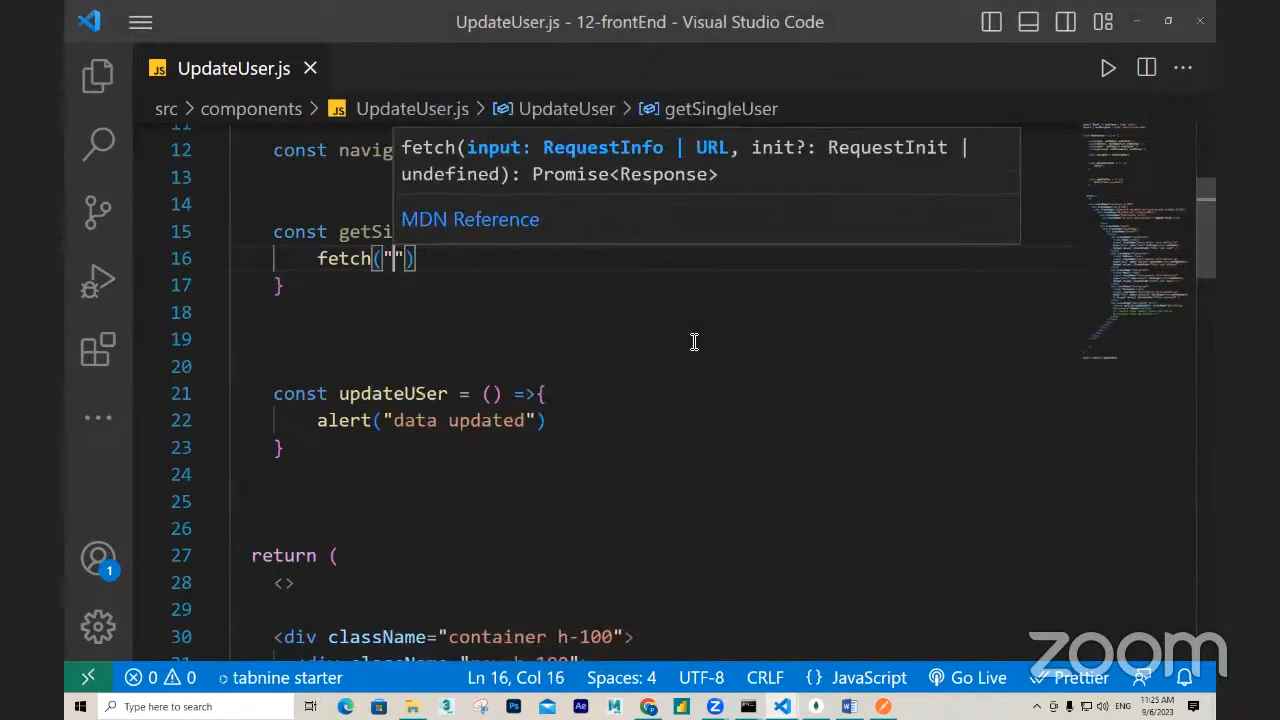 UpdateUser.js - 12-frontEnd - Visual Studio Code
JS UpdateUser.js
src > components > JS UpdateUser.js > UpdateUser > getSingleUser
11
12 const navig
fetch(input: RequestInfo | URL, init?: RequestInit |
undefined): Promise<Response>
MDN Reference
13
14
15 const getSi
16 fetch("")
17 }
18
19
20
21 const updateUSer = () =>{
22 alert("data updated")
23 }
24
25
26
27 return (
28 <>
29
30 <div className="container h-100">
1
zoom
0 0 tabnine starter Ln 16, Col 16 Spaces: 4 UTF-8 CRLF {} JavaScript Go Live Prettier
Type here to search
11:25 AM
9/6/2023